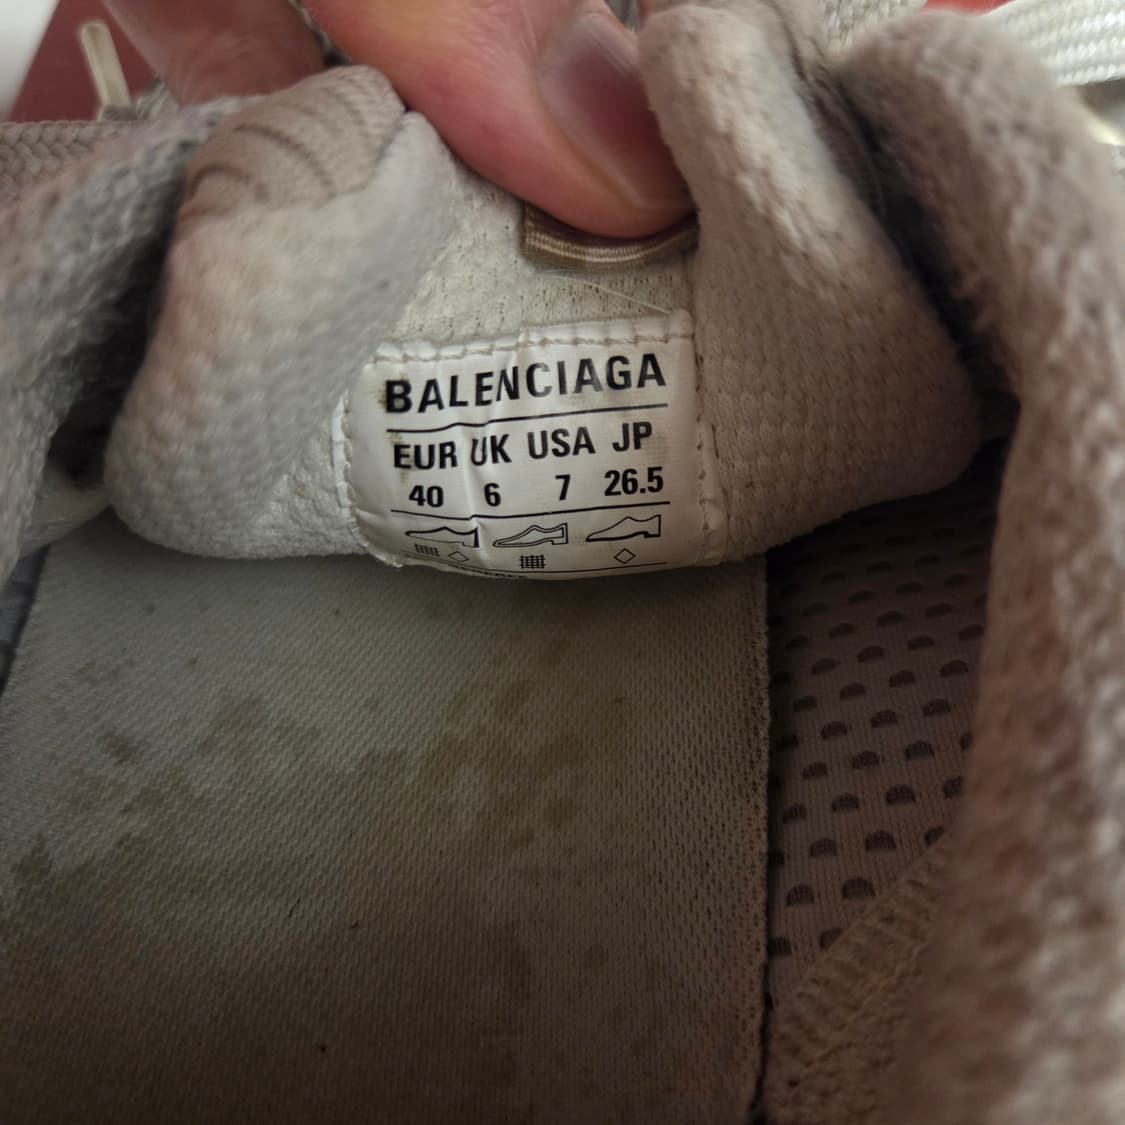 BALENCIAGA
EUR UK USA JP
40 6 7 26.5